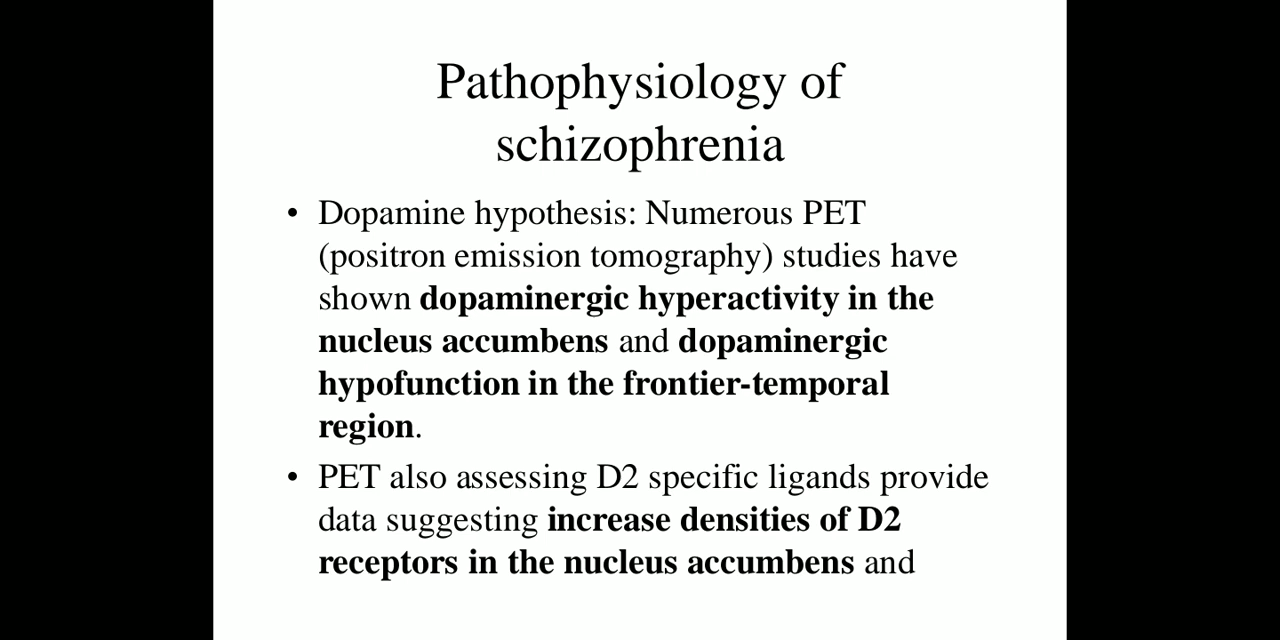 Pathophysiology of
schizophrenia
• Dopamine hypothesis: Numerous PET
(positron emission tomography) studies have
shown dopaminergic hyperactivity in the
nucleus accumbens and dopaminergic
hypofunction in the frontier-temporal
region.
• PET also assessing D2 specific ligands provide
data suggesting increase densities of D2
receptors in the nucleus accumbens and